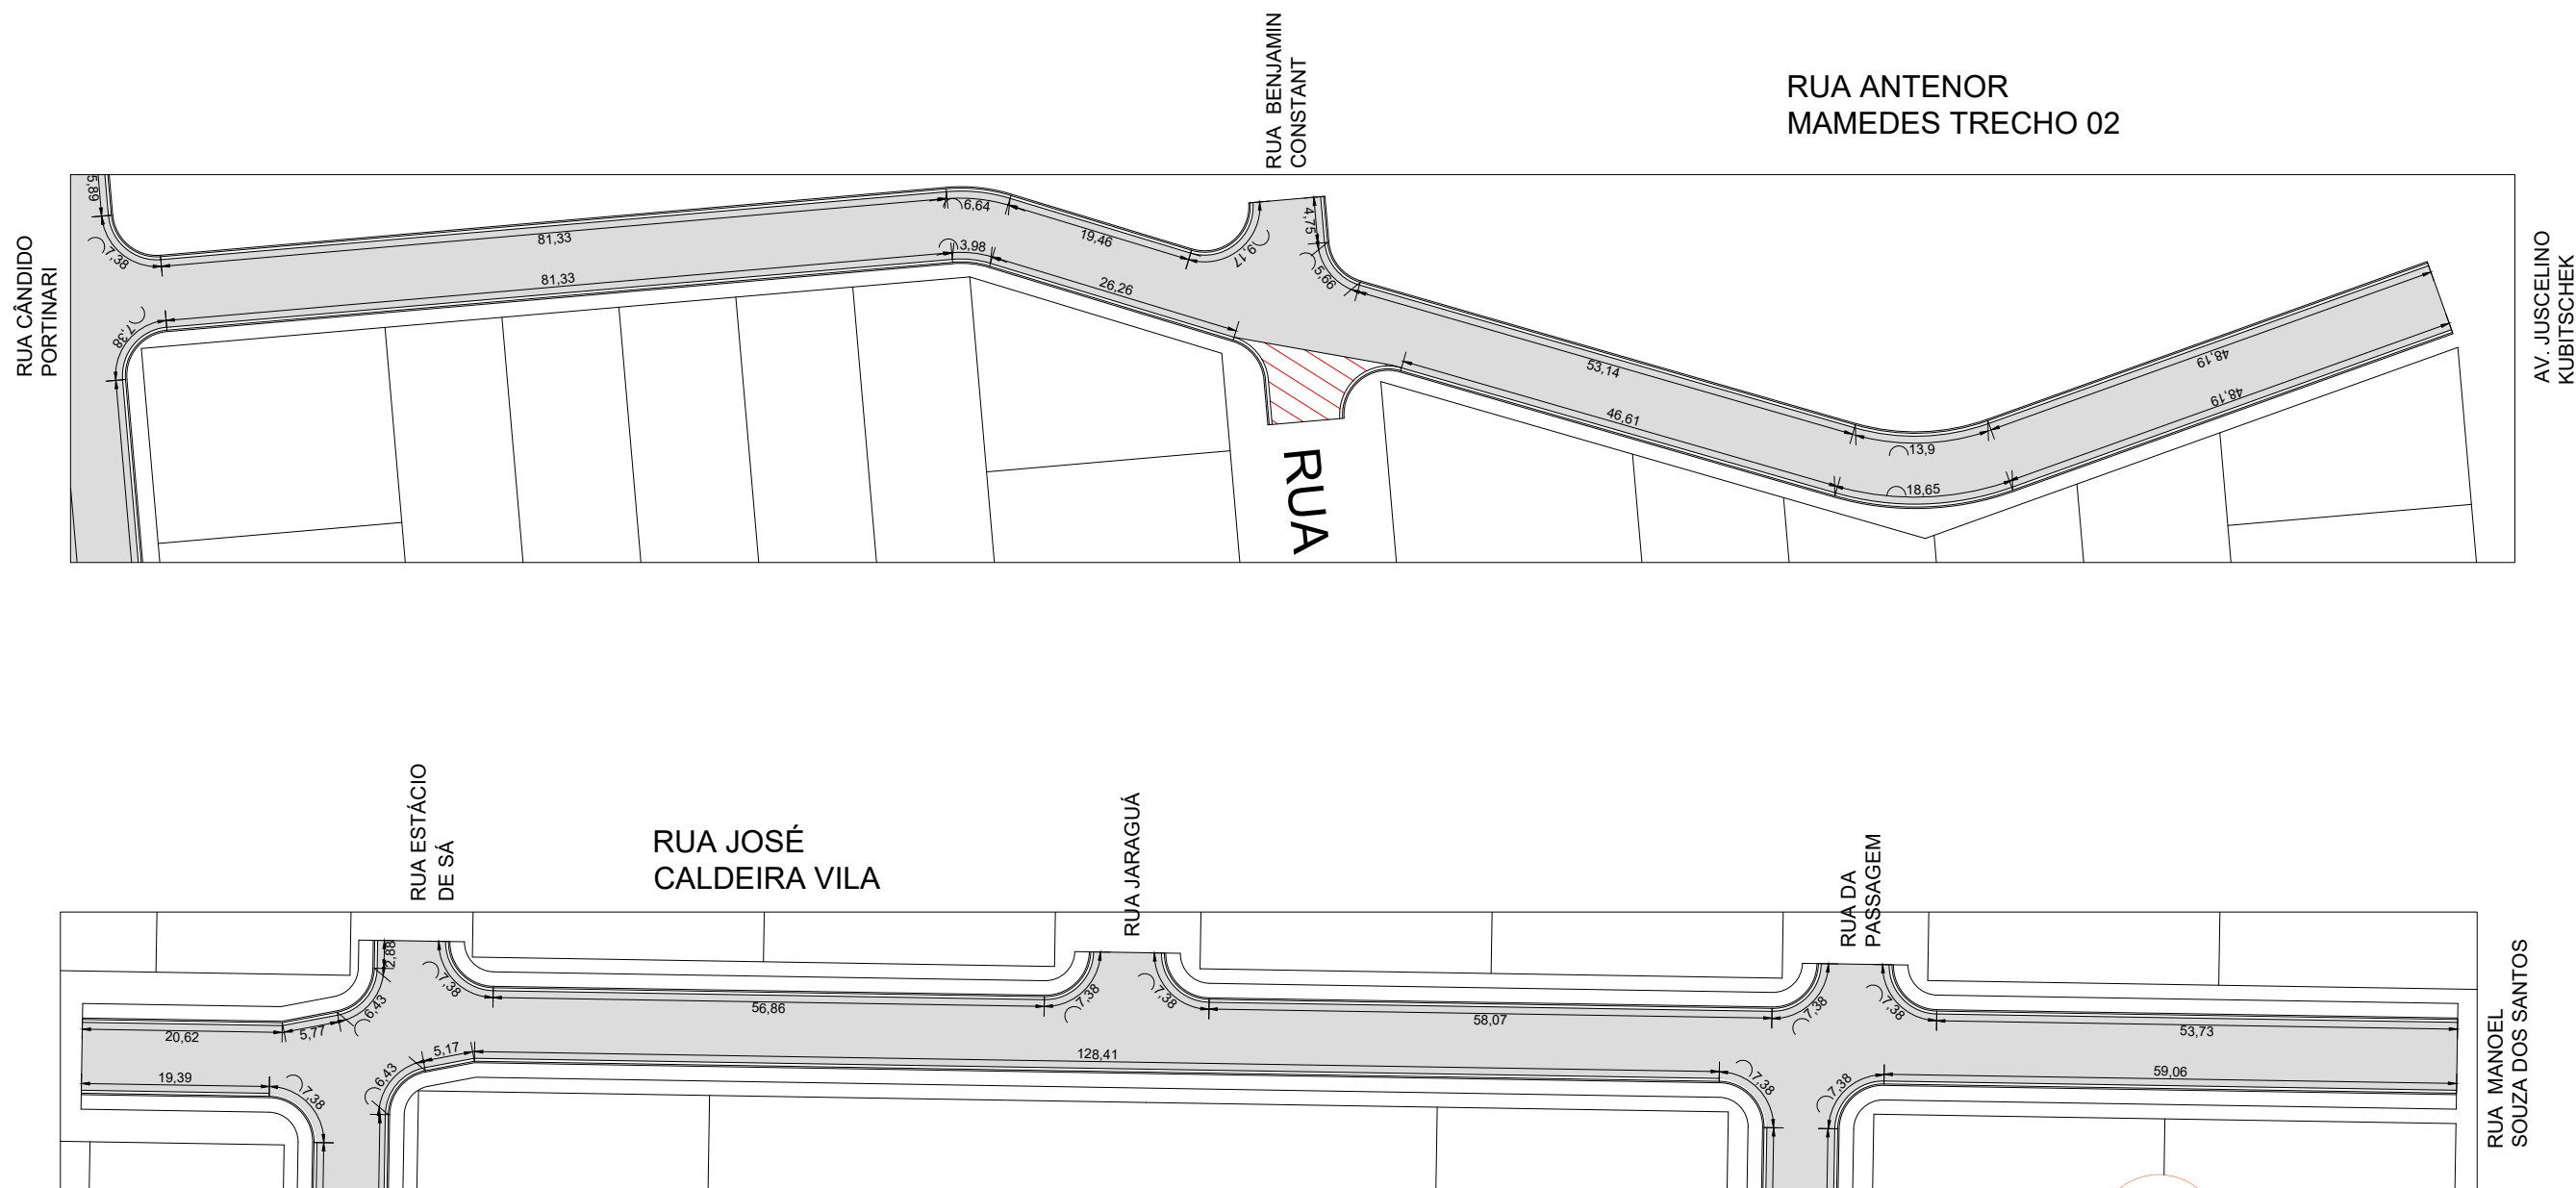 RUA BENJAMIN
CONSTANT
RUA ANTENOR
MAMEDES TRECHO 02
RUA CÂNDIDO
PORTINARI
5,89
7,38
81,33
6,64
19,46
9,17
4,75
5,66
81,33
3,98
26,26
7,38
53,14
46,61
13,9
18,65
48,19
48,19
AV. JUSCELINO
KUBITSCHEK
RUA
RUA ESTÁCIO
DE SÁ
RUA JOSÉ
CALDEIRA VILA
RUA JARAGUÁ
RUA DA
PASSAGEM
2,88
6,43
7,38
20,62
5,77
56,86
7,38
7,38
58,07
7,38
7,38
53,73
19,39
7,38
6,43
5,17
128,41
7,38
7,38
59,06
RUA MANOEL
SOUZA DOS SANTOS